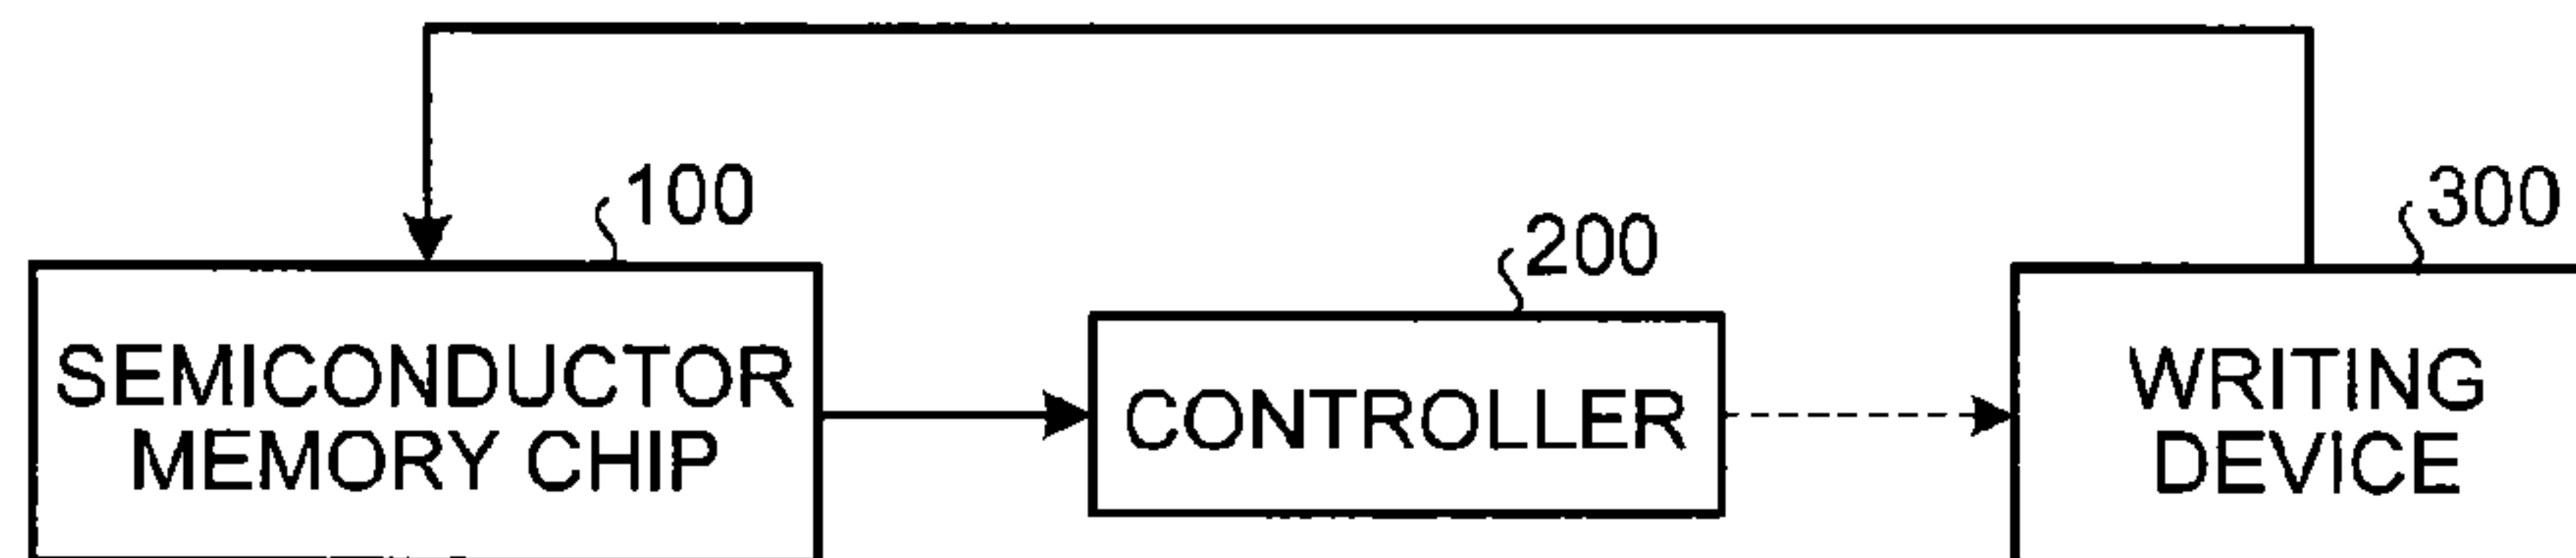 100
200
300
SEMICONDUCTOR
MEMORY CHIP
CONTROLLER
WRITING
DEVICE